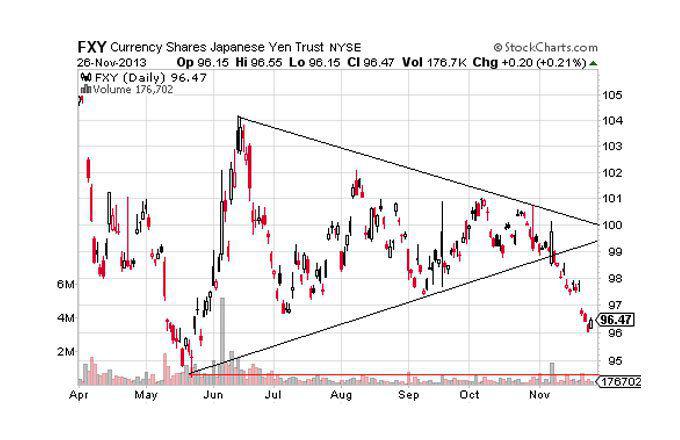 FXY Currency Shares Japanese Yen Trust NYSE © StockCharts.com
26-Nov-2013 Op 96.15 Hi 96.55 Lo 96.15 Cl 96.47 Vol 176.7K Chg +0.20 (+0.21%)
FXY (Daily) 96.47
Volume 176,702
105
104
103
102
101
100
99
98
97
96.47
96
95
6M
4M
2M
176702
Apr May Jun Jul Aug Sep Oct Nov